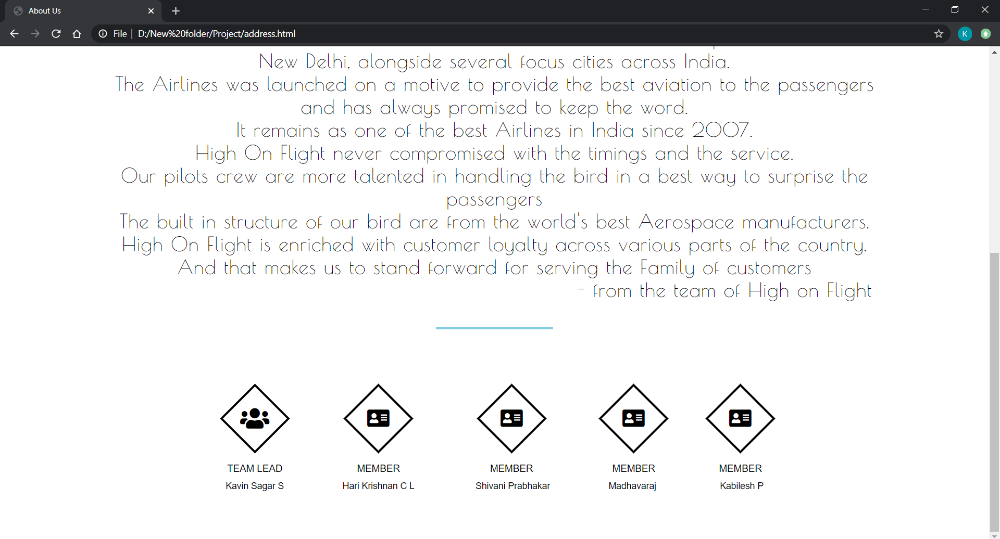 About Us
File
D:/New%20folder/Project/address.html
K
New Delhi, alongside several focus cities across India.
The Airlines was launched on a motive to provide the best aviation to the passengers
and has always promised to keep the word.
It remains as one of the best Airlines in India since 2007.
High On Flight never compromised with the timings and the service.
Our pilots crew are more talented in handling the bird in a best way to surprise the
passengers
The built in structure of our bird are from the world's best Aerospace manufacturers.
High On Flight is enriched with customer loyalty across various parts of the country.
And that makes us to stand forward for serving the Family of customers
- from the team of High on Flight
TEAM LEAD
Kavin Sagar S
MEMBER
Hari Krishnan C L
MEMBER
Shivani Prabhakar
MEMBER
Madhavaraj
MEMBER
Kabilesh P